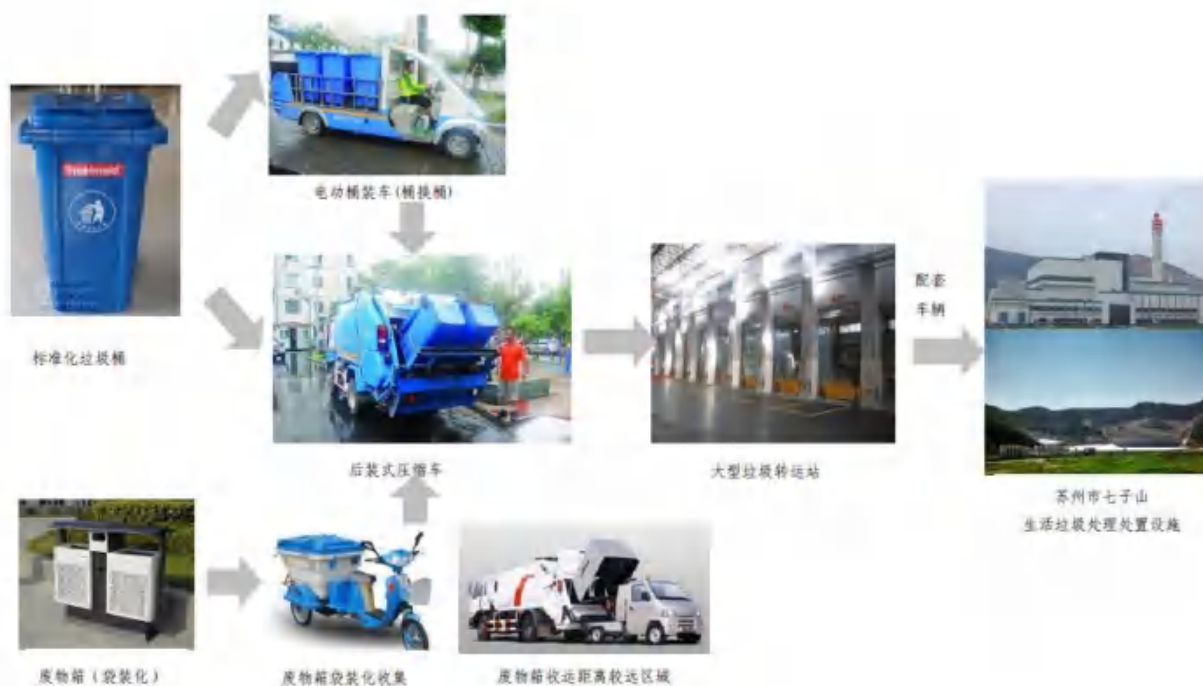 电动桶装车(桶换桶)
标准化垃圾桶
后装式压缩车
大型垃圾转运站
配套
车辆
苏州市七子山
生活垃圾处理处置设施
废物箱（袋装化）
废物箱袋装化收集
废物箱收运距离较远区域